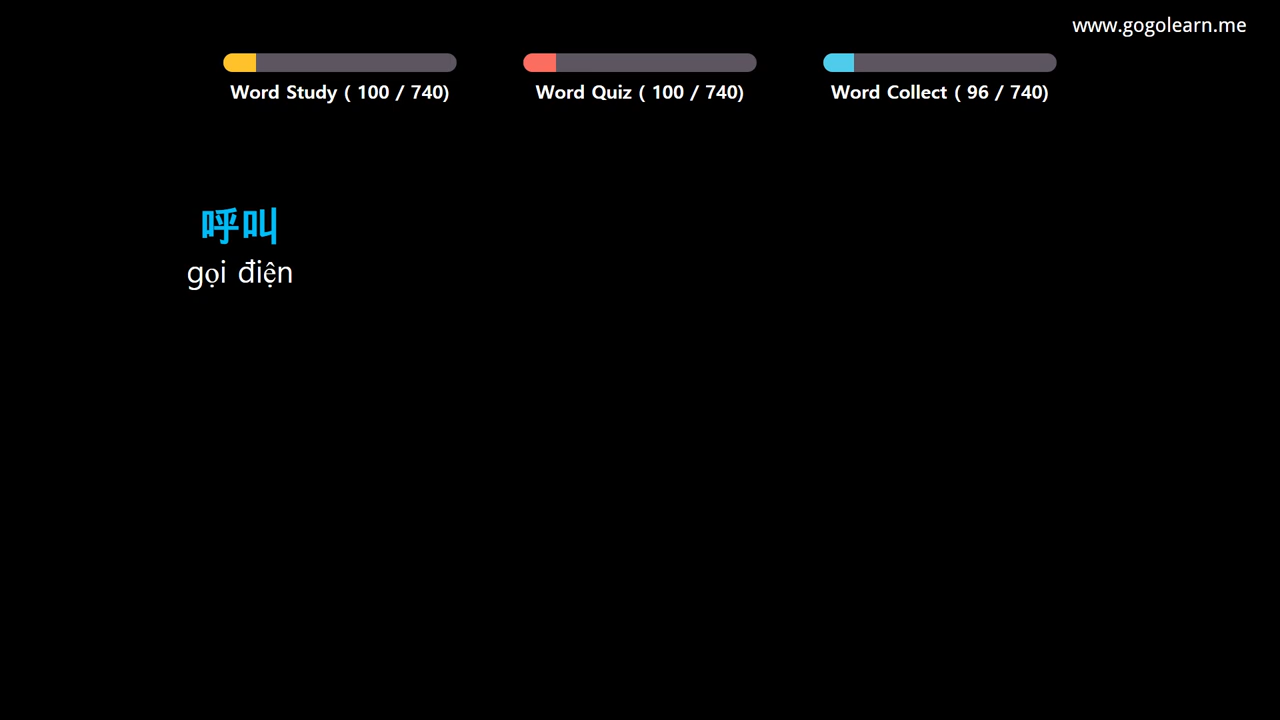 www.gogolearn.me
Word Study ( 100 / 740)
Word Quiz ( 100 / 740)
Word Collect ( 96 / 740)
呼叫
gọi điện